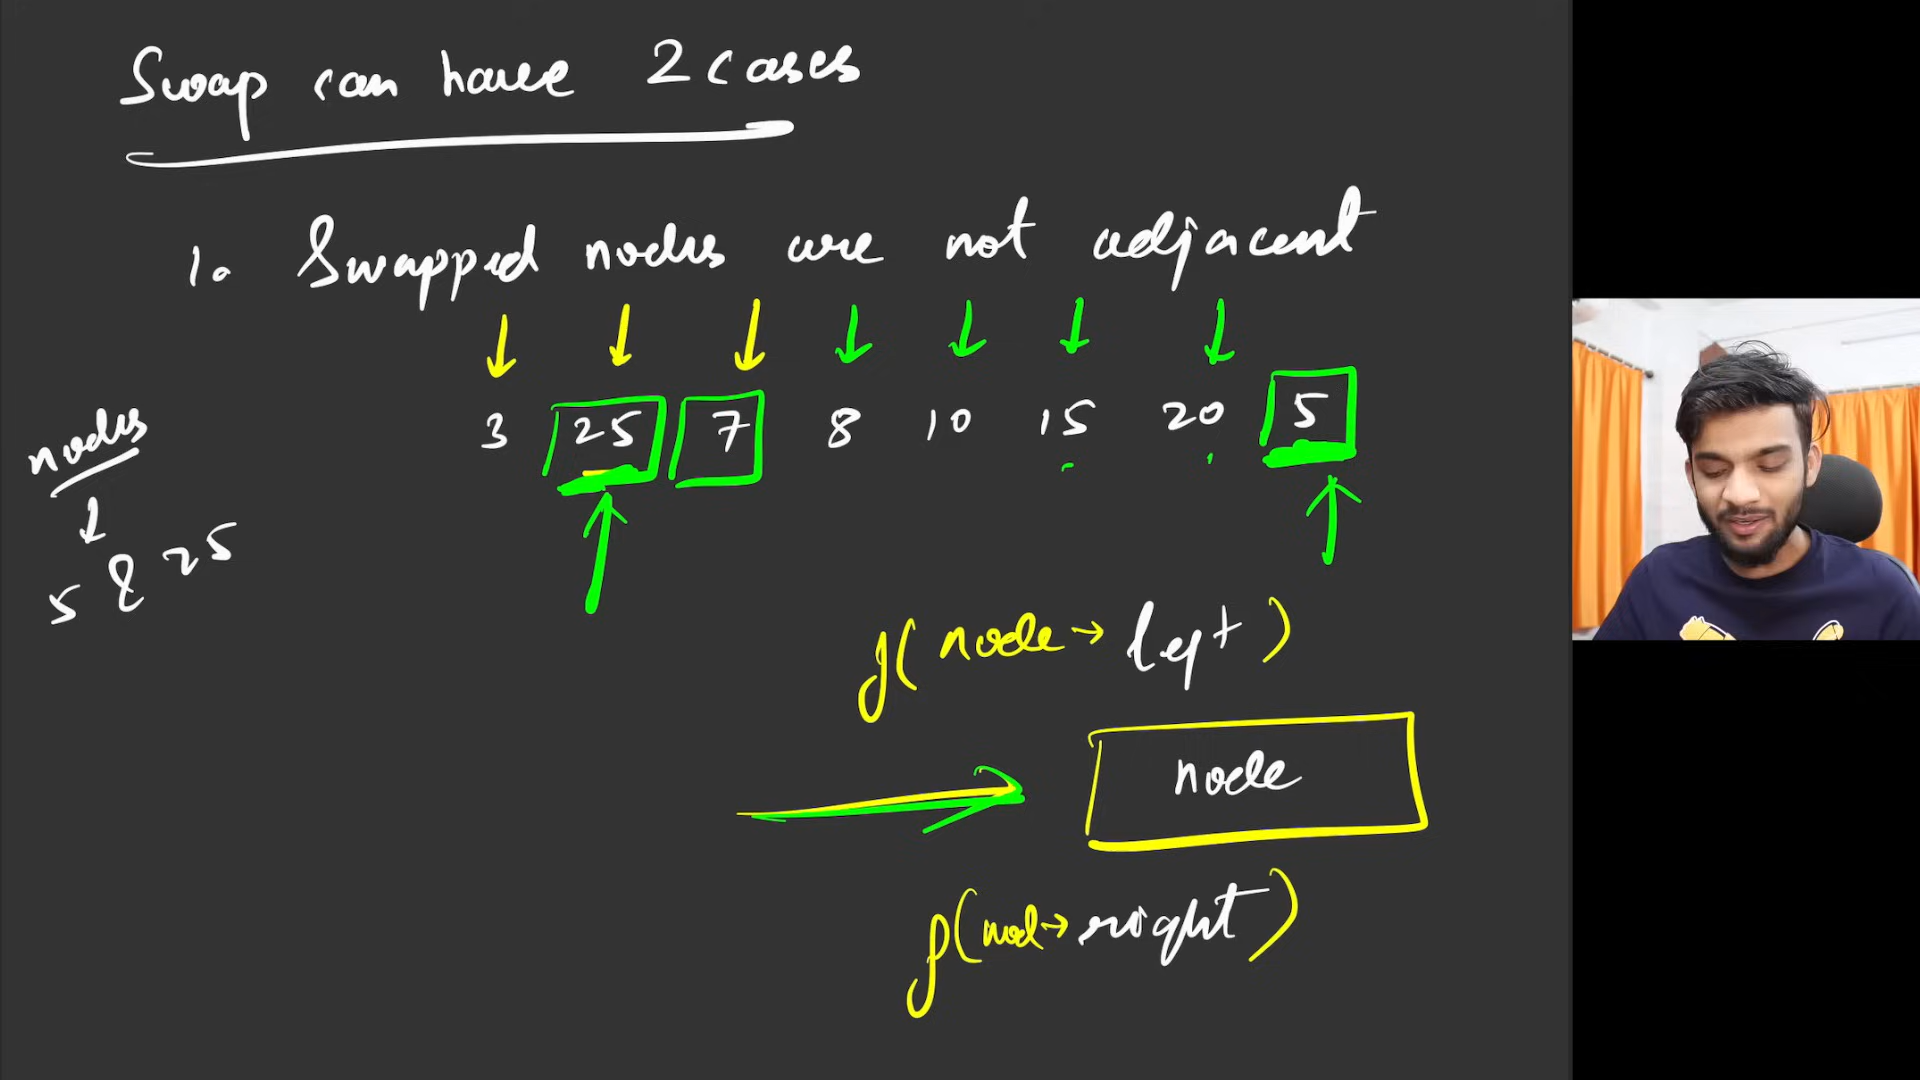 Swap can have 2 cases
1. Swapped nodes are not adjacent
3 25 7 8 10 15 20 5
nodes
5 & 25
f(node → left)
node
f(nod → right)